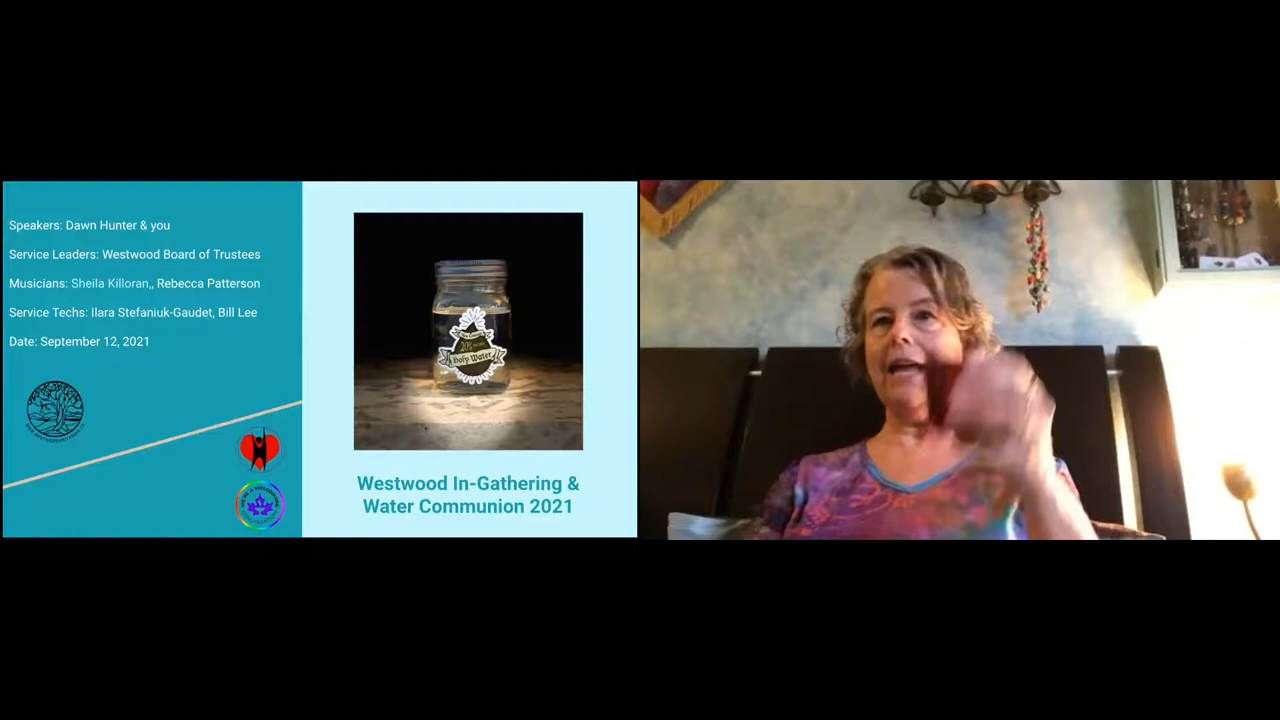 Speakers: Dawn Hunter & you
Service Leaders: Westwood Board of Trustees
Musicians: Sheila Killoran,, Rebecca Patterson
Service Techs: Ilara Stefaniuk-Gaudet, Bill Lee
Date: September 12, 2021
Holy Water
Westwood In-Gathering &
Water Communion 2021